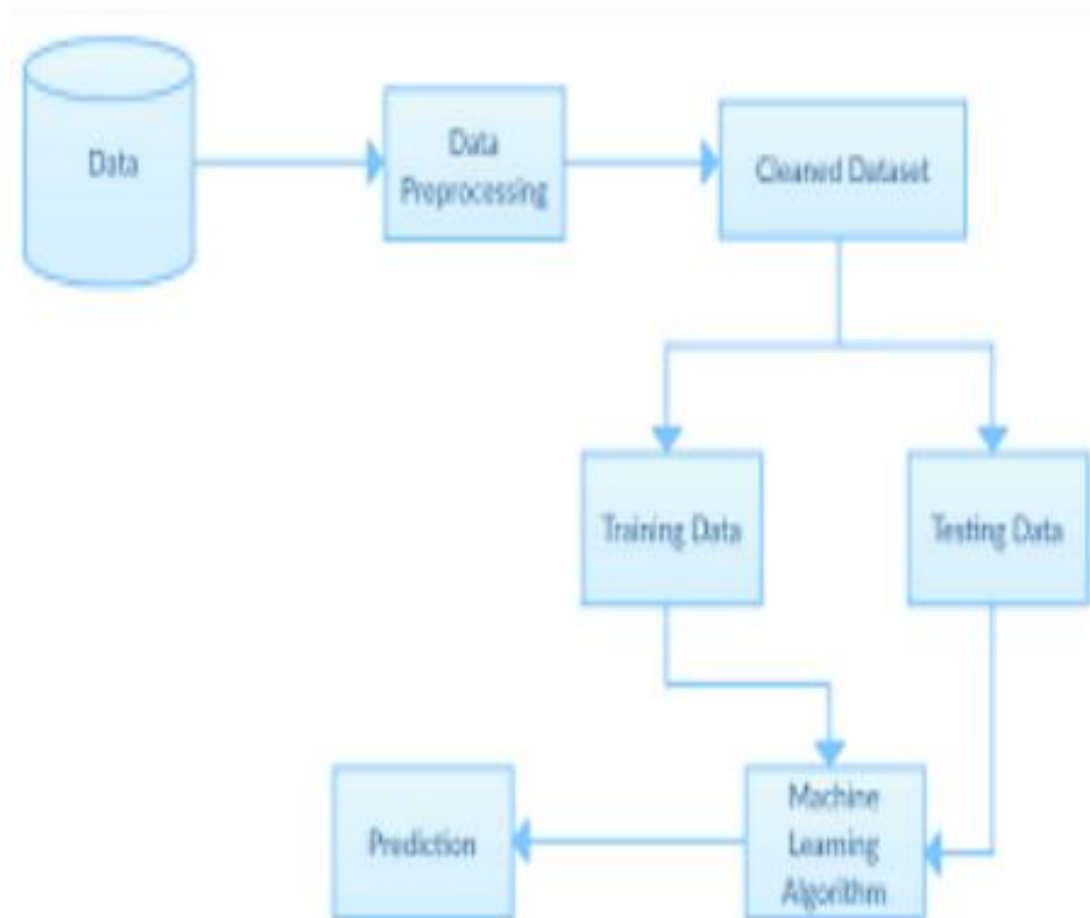 Data
Data
Preprocessing
Cleaned Dataset
Training Data
Testing Data
Prediction
Machine
Learning
Algorithm